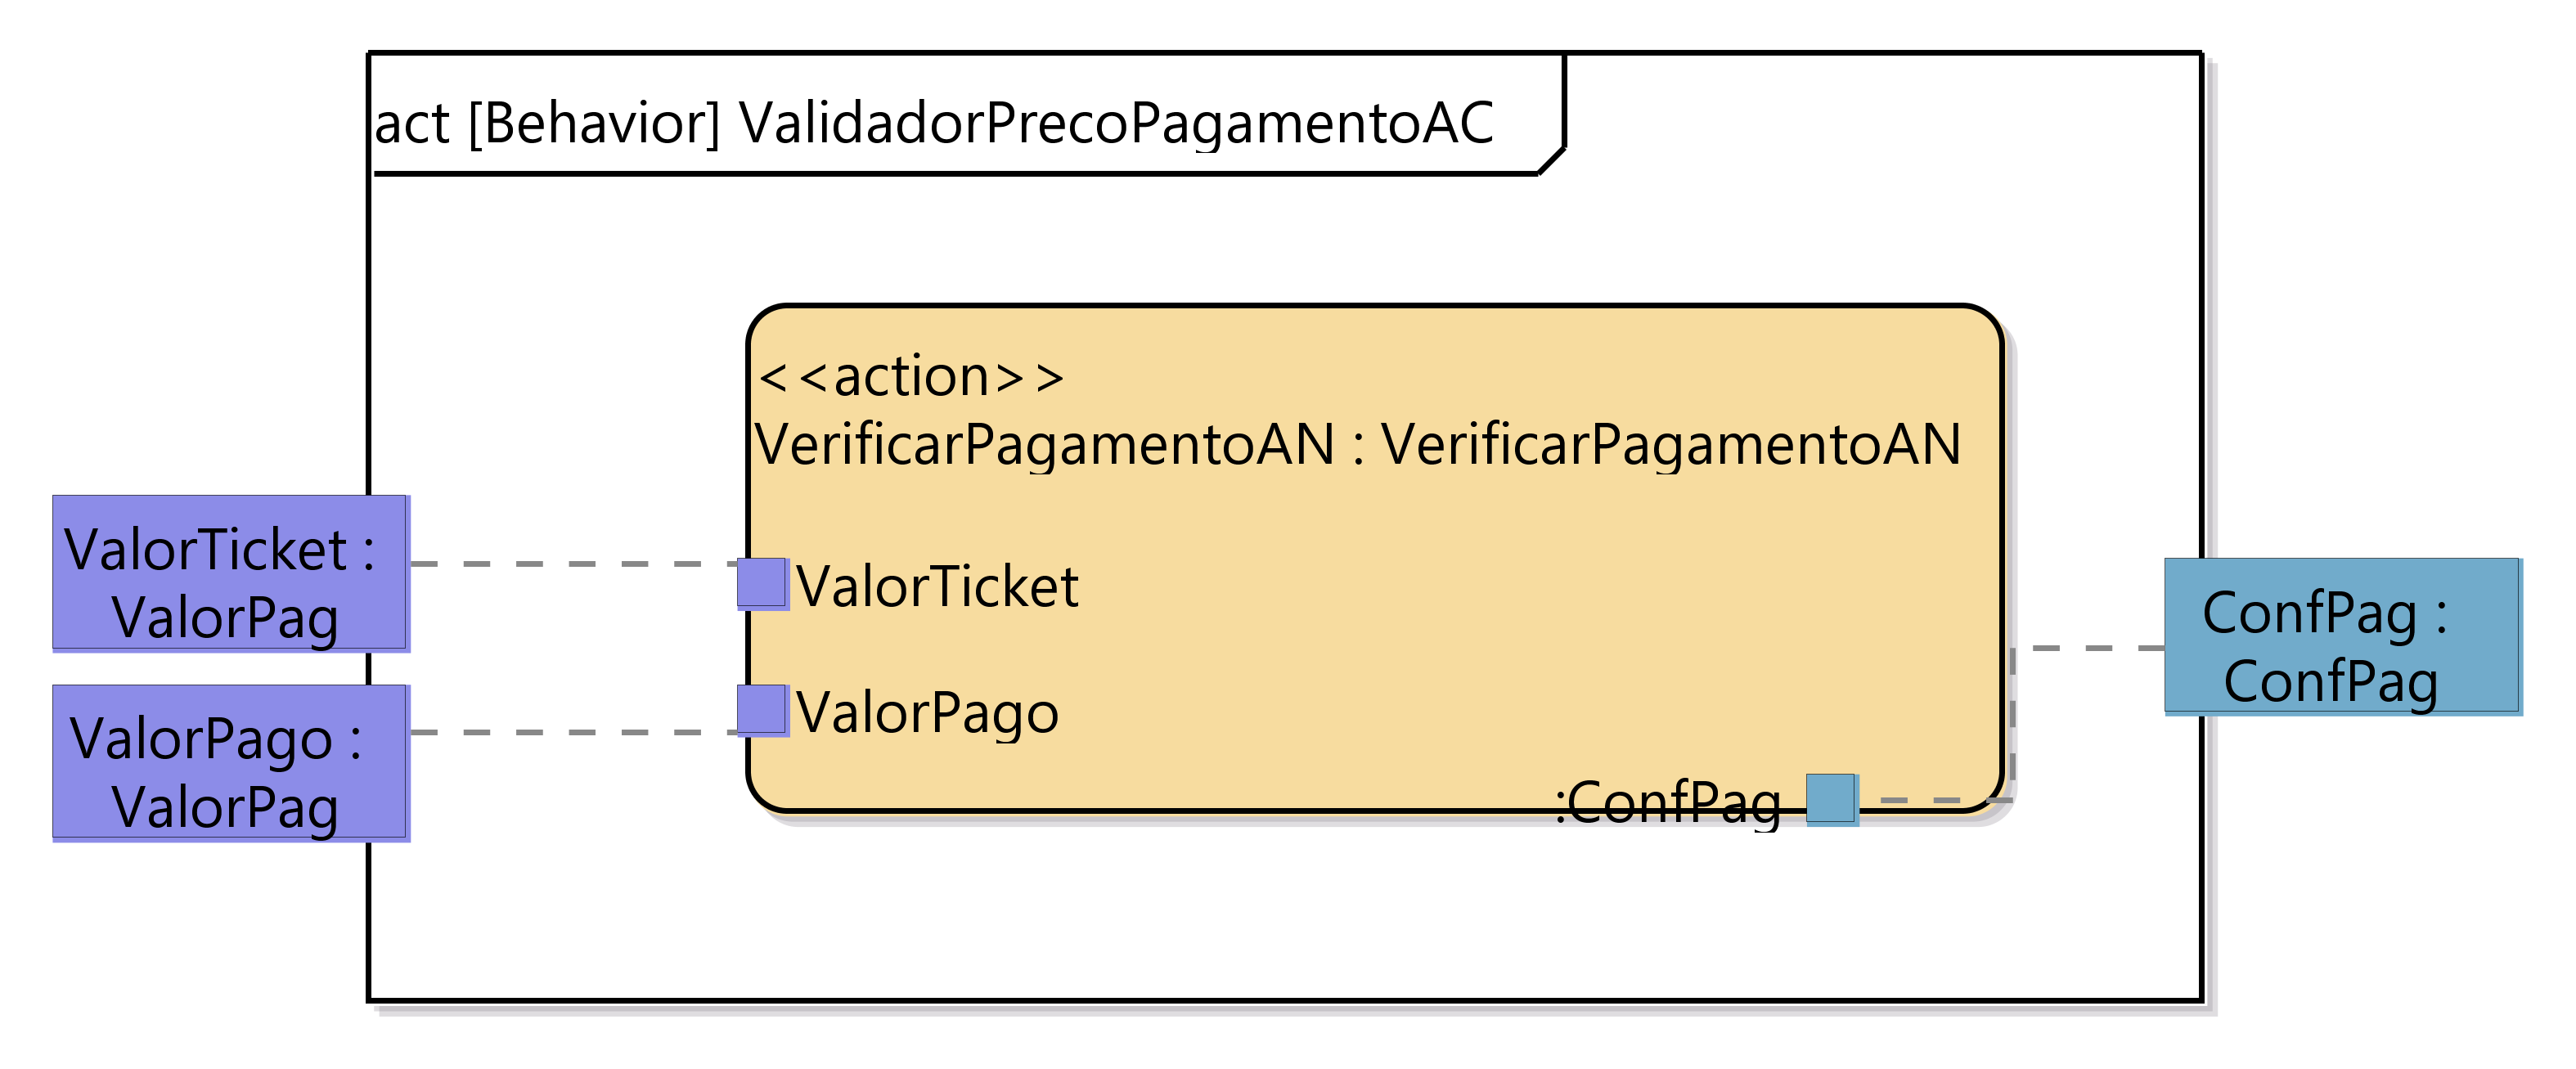 act [Behavior] ValidadorPrecoPagamentoAC
<<action>>
VerificarPagamentoAN : VerificarPagamentoAN
ValorTicket :
ValorPag
ValorTicket
ValorPago :
ValorPag
ValorPago
:ConfPag
ConfPag :
ConfPag